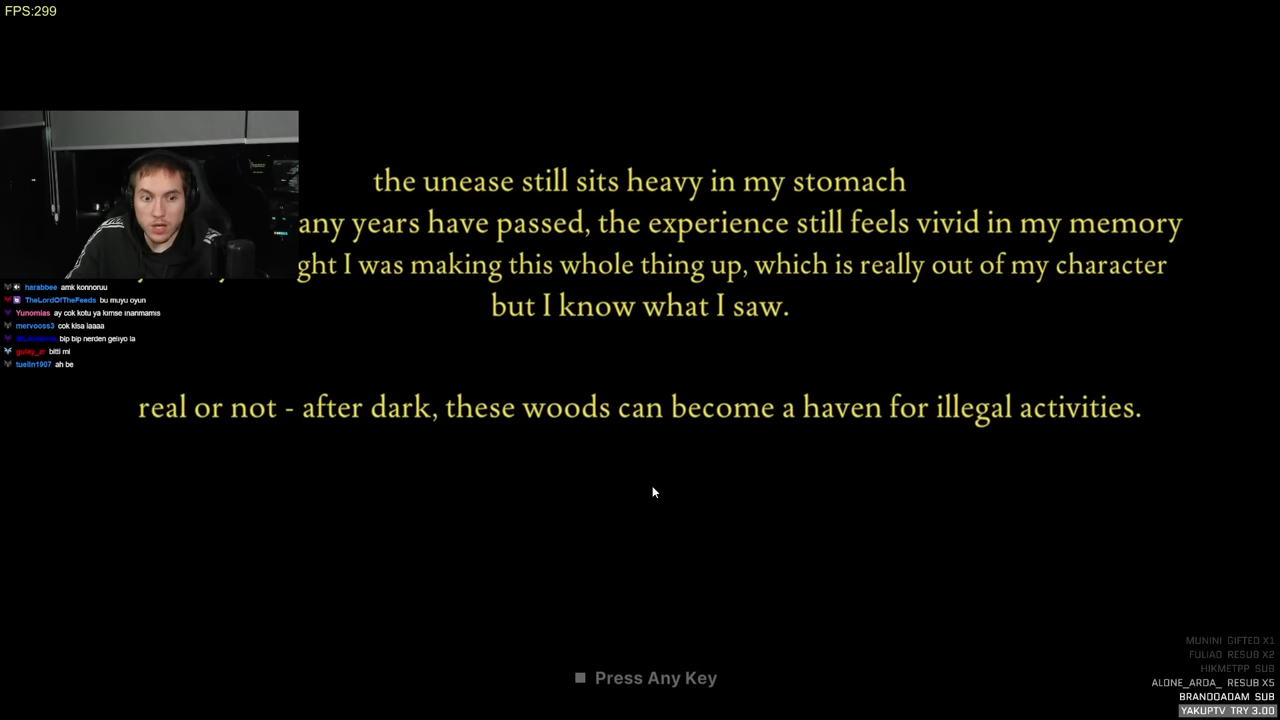 FPS:299
the unease still sits heavy in my stomach
any years have passed, the experience still feels vivid in my memory
ght I was making this whole thing up, which is really out of my character
but I know what I saw.
real or not - after dark, these woods can become a haven for illegal activities.
harabbee amk konnoruu
TheLordOfTheFeeds bu muyu oyun
Yunomias ay cok kotu ya kimse inanmamis
mervooss3 cok kisa laaaa
bip bip nerden geliyo la
bitti mi
tuelin1907 ah be
Press Any Key
MUNINI GIFTED X1
FULIAO RESUB X2
HIKMETPP SUB
ALONE_ARDA_ RESUB X5
BRANDOADAM SUB
YAKUPTV TRY 3.00